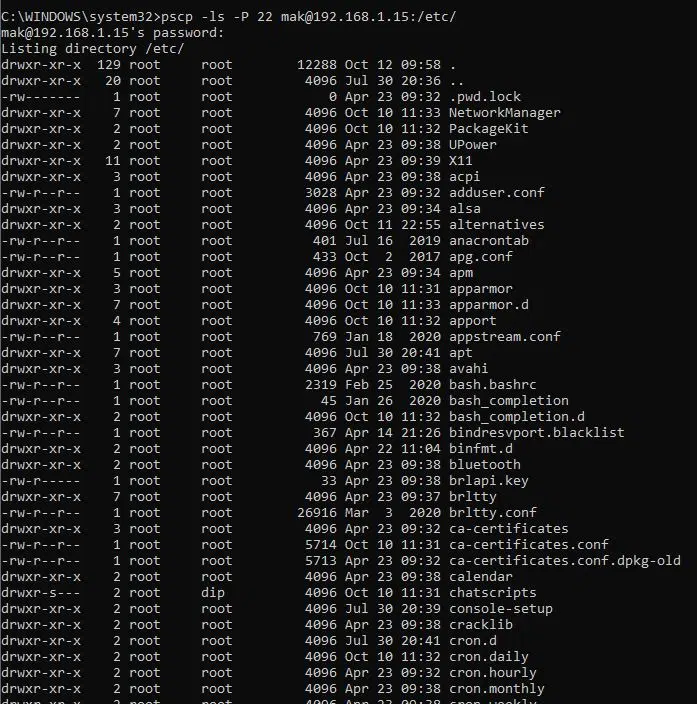 C:\WINDOWS\system32>pscp -ls -P 22 mak@192.168.1.15:/etc/
mak@192.168.1.15's password:
Listing directory /etc/
drwxr-xr-x  129 root     root        12288 Oct 12 09:58 .
drwxr-xr-x   20 root     root         4096 Jul 30 20:36 ..
-rw-------    1 root     root            0 Apr 23 09:32 .pwd.lock
drwxr-xr-x    7 root     root         4096 Oct 10 11:33 NetworkManager
drwxr-xr-x    2 root     root         4096 Oct 10 11:32 PackageKit
drwxr-xr-x    2 root     root         4096 Apr 23 09:38 UPower
drwxr-xr-x   11 root     root         4096 Apr 23 09:39 X11
drwxr-xr-x    3 root     root         4096 Apr 23 09:38 acpi
-rw-r--r--    1 root     root         3028 Apr 23 09:32 adduser.conf
drwxr-xr-x    3 root     root         4096 Apr 23 09:34 alsa
drwxr-xr-x    2 root     root         4096 Oct 11 22:55 alternatives
-rw-r--r--    1 root     root          401 Jul 16  2019 anacrontab
-rw-r--r--    1 root     root          433 Oct  2  2017 apg.conf
drwxr-xr-x    5 root     root         4096 Apr 23 09:34 apm
drwxr-xr-x    3 root     root         4096 Oct 10 11:31 apparmor
drwxr-xr-x    7 root     root         4096 Oct 10 11:33 apparmor.d
drwxr-xr-x    4 root     root         4096 Oct 10 11:32 apport
-rw-r--r--    1 root     root          769 Jan 18  2020 appstream.conf
drwxr-xr-x    7 root     root         4096 Jul 30 20:41 apt
drwxr-xr-x    3 root     root         4096 Apr 23 09:38 avahi
-rw-r--r--    1 root     root         2319 Feb 25  2020 bash.bashrc
-rw-r--r--    1 root     root           45 Jan 26  2020 bash_completion
drwxr-xr-x    2 root     root         4096 Oct 10 11:32 bash_completion.d
-rw-r--r--    1 root     root          367 Apr 14 21:26 bindresvport.blacklist
drwxr-xr-x    2 root     root         4096 Apr 22 11:04 binfmt.d
drwxr-xr-x    2 root     root         4096 Apr 23 09:38 bluetooth
-rw-r-----    1 root     root           33 Apr 23 09:38 brlapi.key
drwxr-xr-x    7 root     root         4096 Apr 23 09:37 brltty
-rw-r--r--    1 root     root        26916 Mar  3  2020 brltty.conf
drwxr-xr-x    3 root     root         4096 Apr 23 09:32 ca-certificates
-rw-r--r--    1 root     root         5714 Oct 10 11:31 ca-certificates.conf
-rw-r--r--    1 root     root         5713 Apr 23 09:32 ca-certificates.conf.dpkg-old
drwxr-xr-x    2 root     root         4096 Apr 23 09:38 calendar
drwxr-s---    2 root     dip          4096 Oct 10 11:31 chatscripts
drwxr-xr-x    2 root     root         4096 Jul 30 20:39 console-setup
drwxr-xr-x    2 root     root         4096 Apr 23 09:38 cracklib
drwxr-xr-x    2 root     root         4096 Jul 30 20:41 cron.d
drwxr-xr-x    2 root     root         4096 Oct 10 11:32 cron.daily
drwxr-xr-x    2 root     root         4096 Apr 23 09:32 cron.hourly
drwxr-xr-x    2 root     root         4096 Apr 23 09:38 cron.monthly